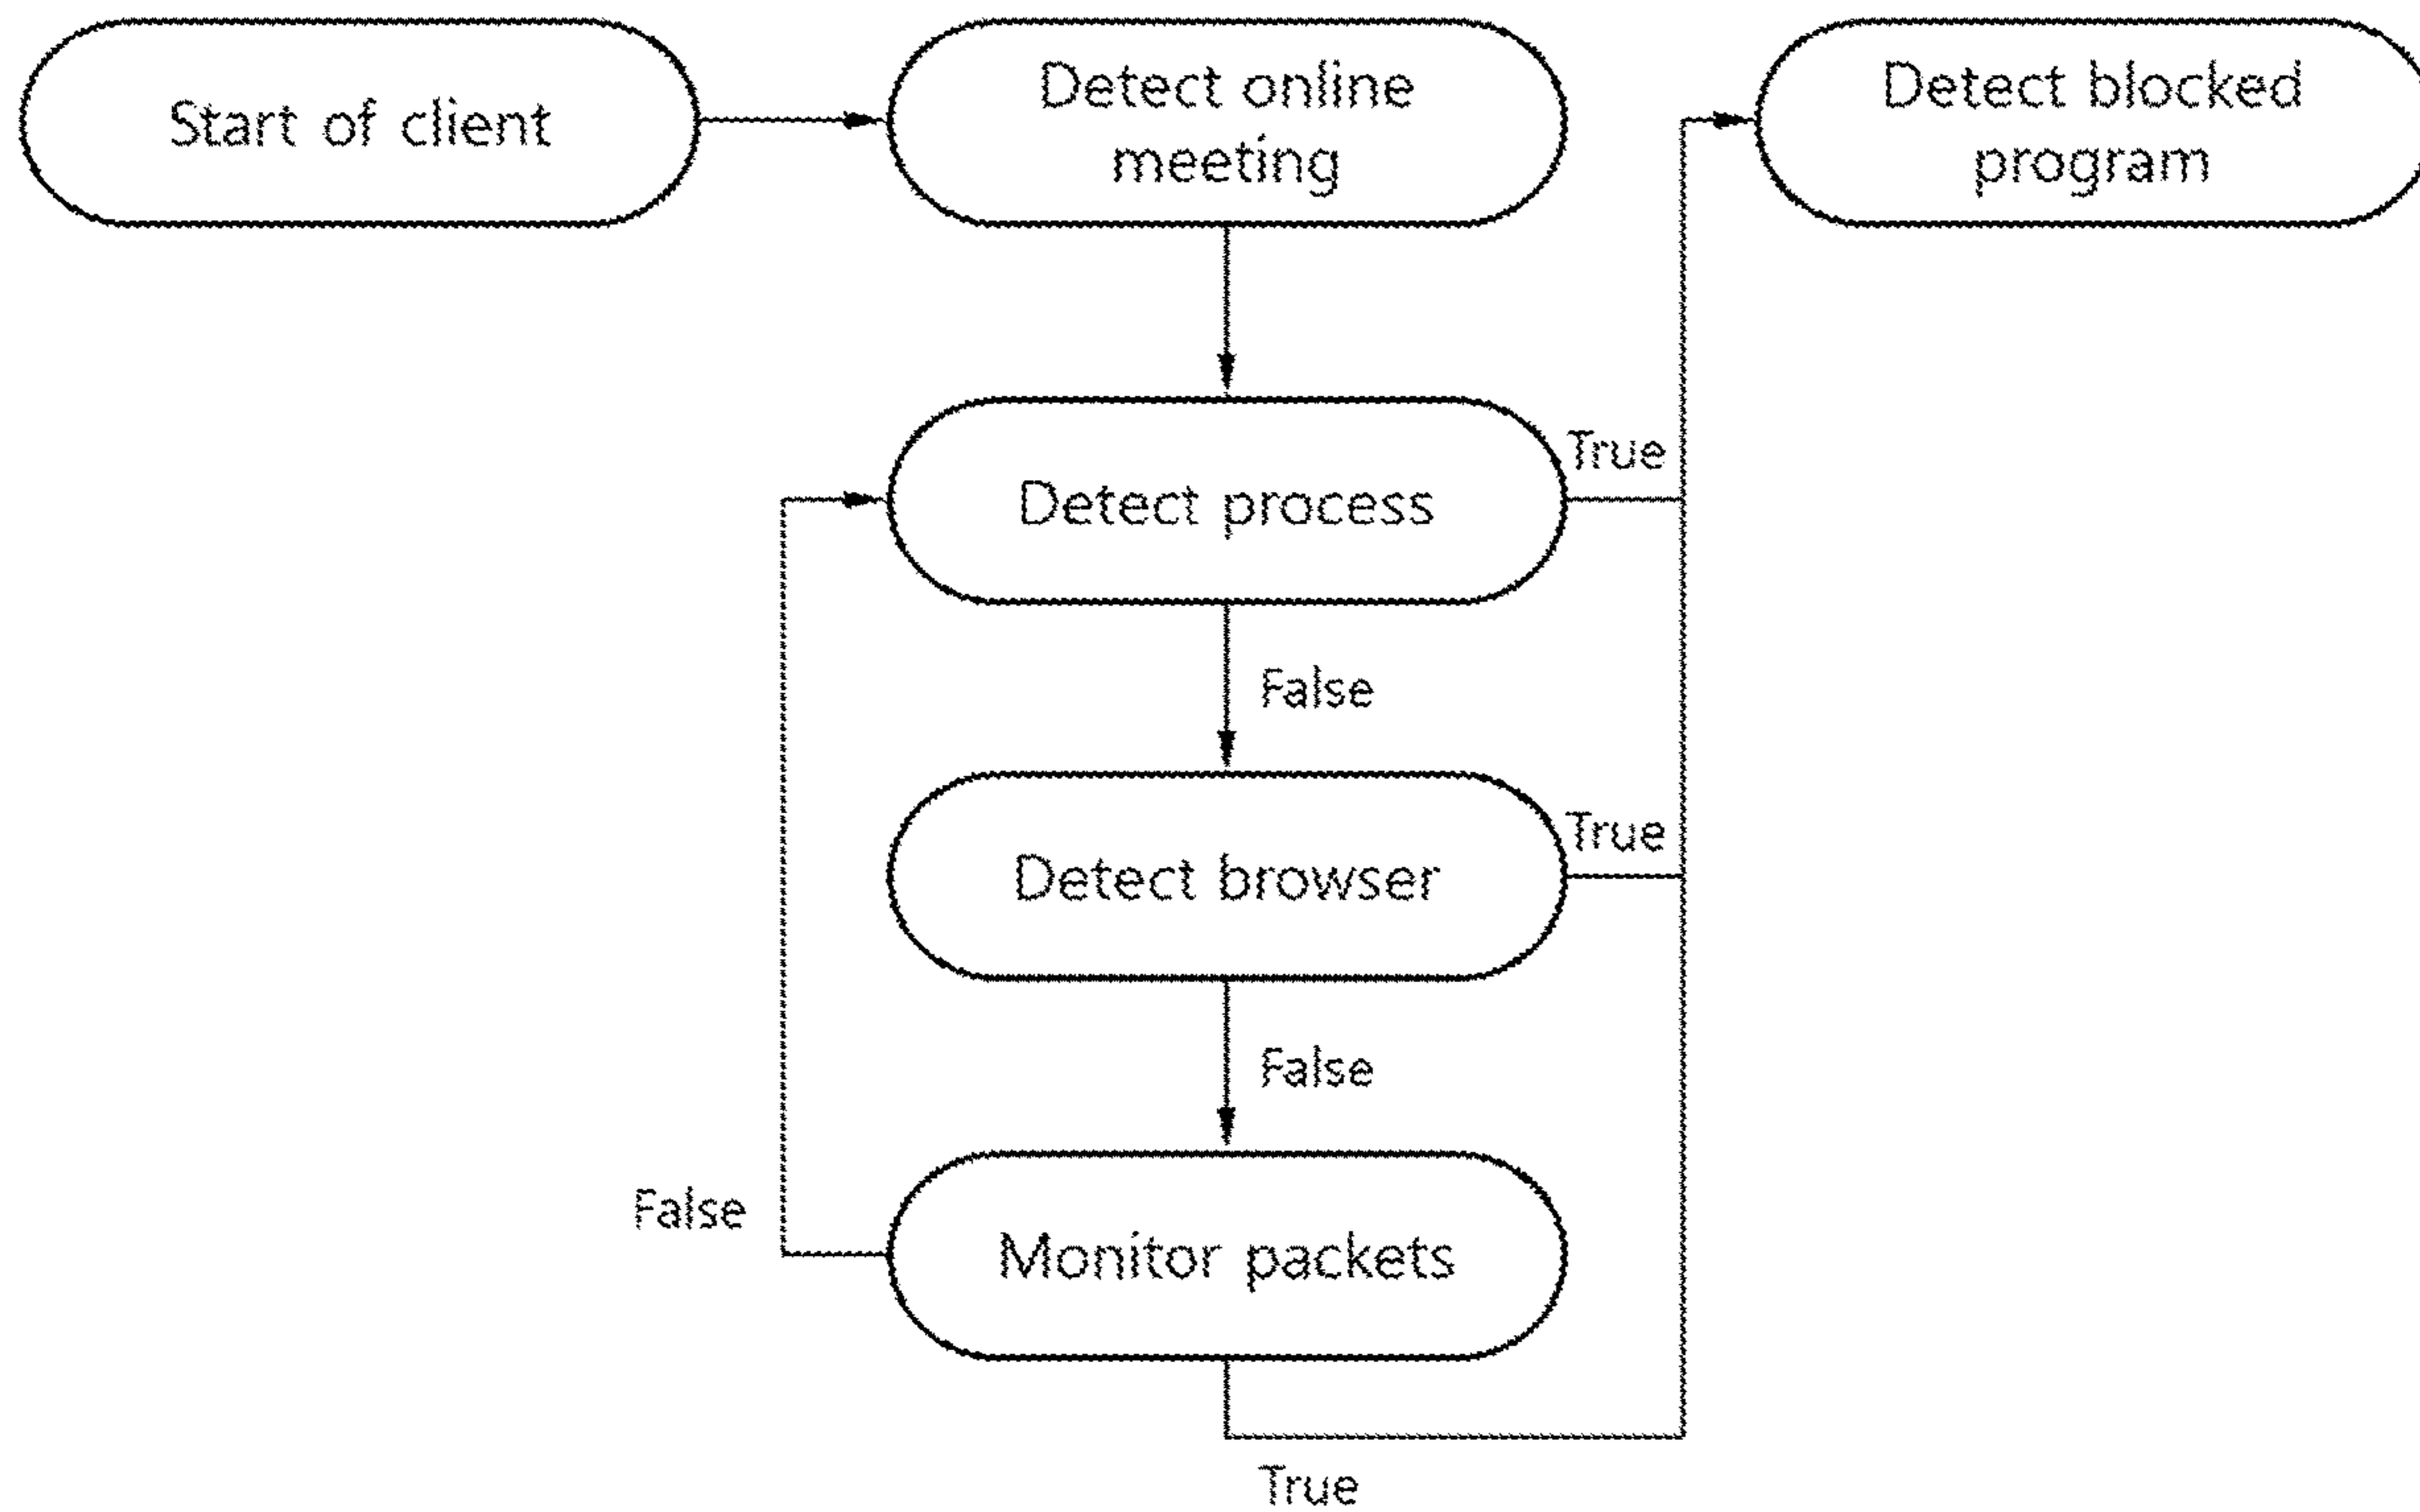 Start of client
Detect online
meeting
Detect blocked
program
True
Detect process
False
True
Detect browser
False
False
Monitor packets
True